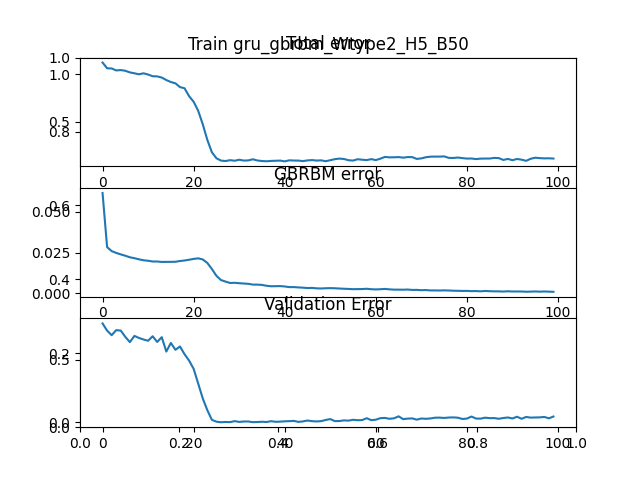 Train gru_gbrbm_Wtype2_H5_B50
Total error
1.0
1.0
0.5
0.8
0 20 40 60 80 100
GBRBM error
0.6
0.050
0.025
0.4
0.000
0 20 40 60 80 100
Validation Error
0.2
0.5
0.0
0.0
0.0 0 0.2 20 0.4 40 0.6 60 0.8 80 100 1.0